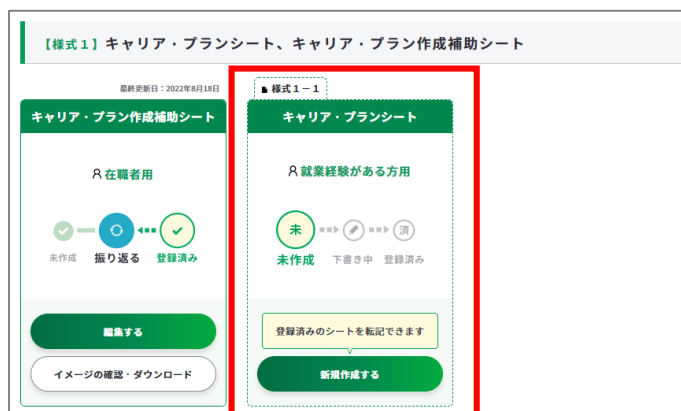 【様式1】キャリア・プランシート、キャリア・プラン作成補助シート
最終更新日:2022年8月18日
キャリア・プラン作成補助シート
在職者用
未作成 振り返る 登録済み
編集する
イメージの確認・ダウンロード
様式1-1
キャリア・プランシート
就業経験がある方用
未 済
未作成 下書き中 登録済み
登録済みのシートを転記できます
新規作成する